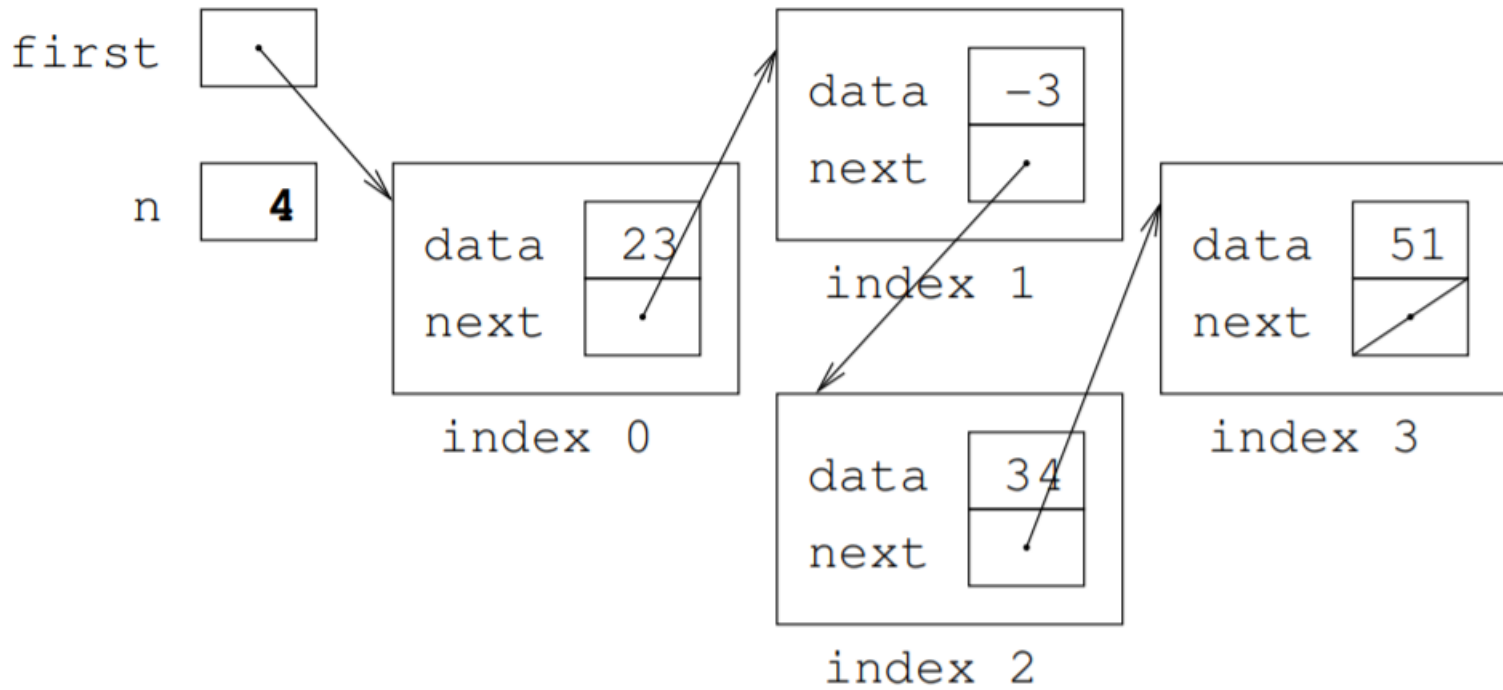 first
n 4
data 23
next
index 0
data -3
next
index 1
data 34
next
index 2
data 51
next
index 3